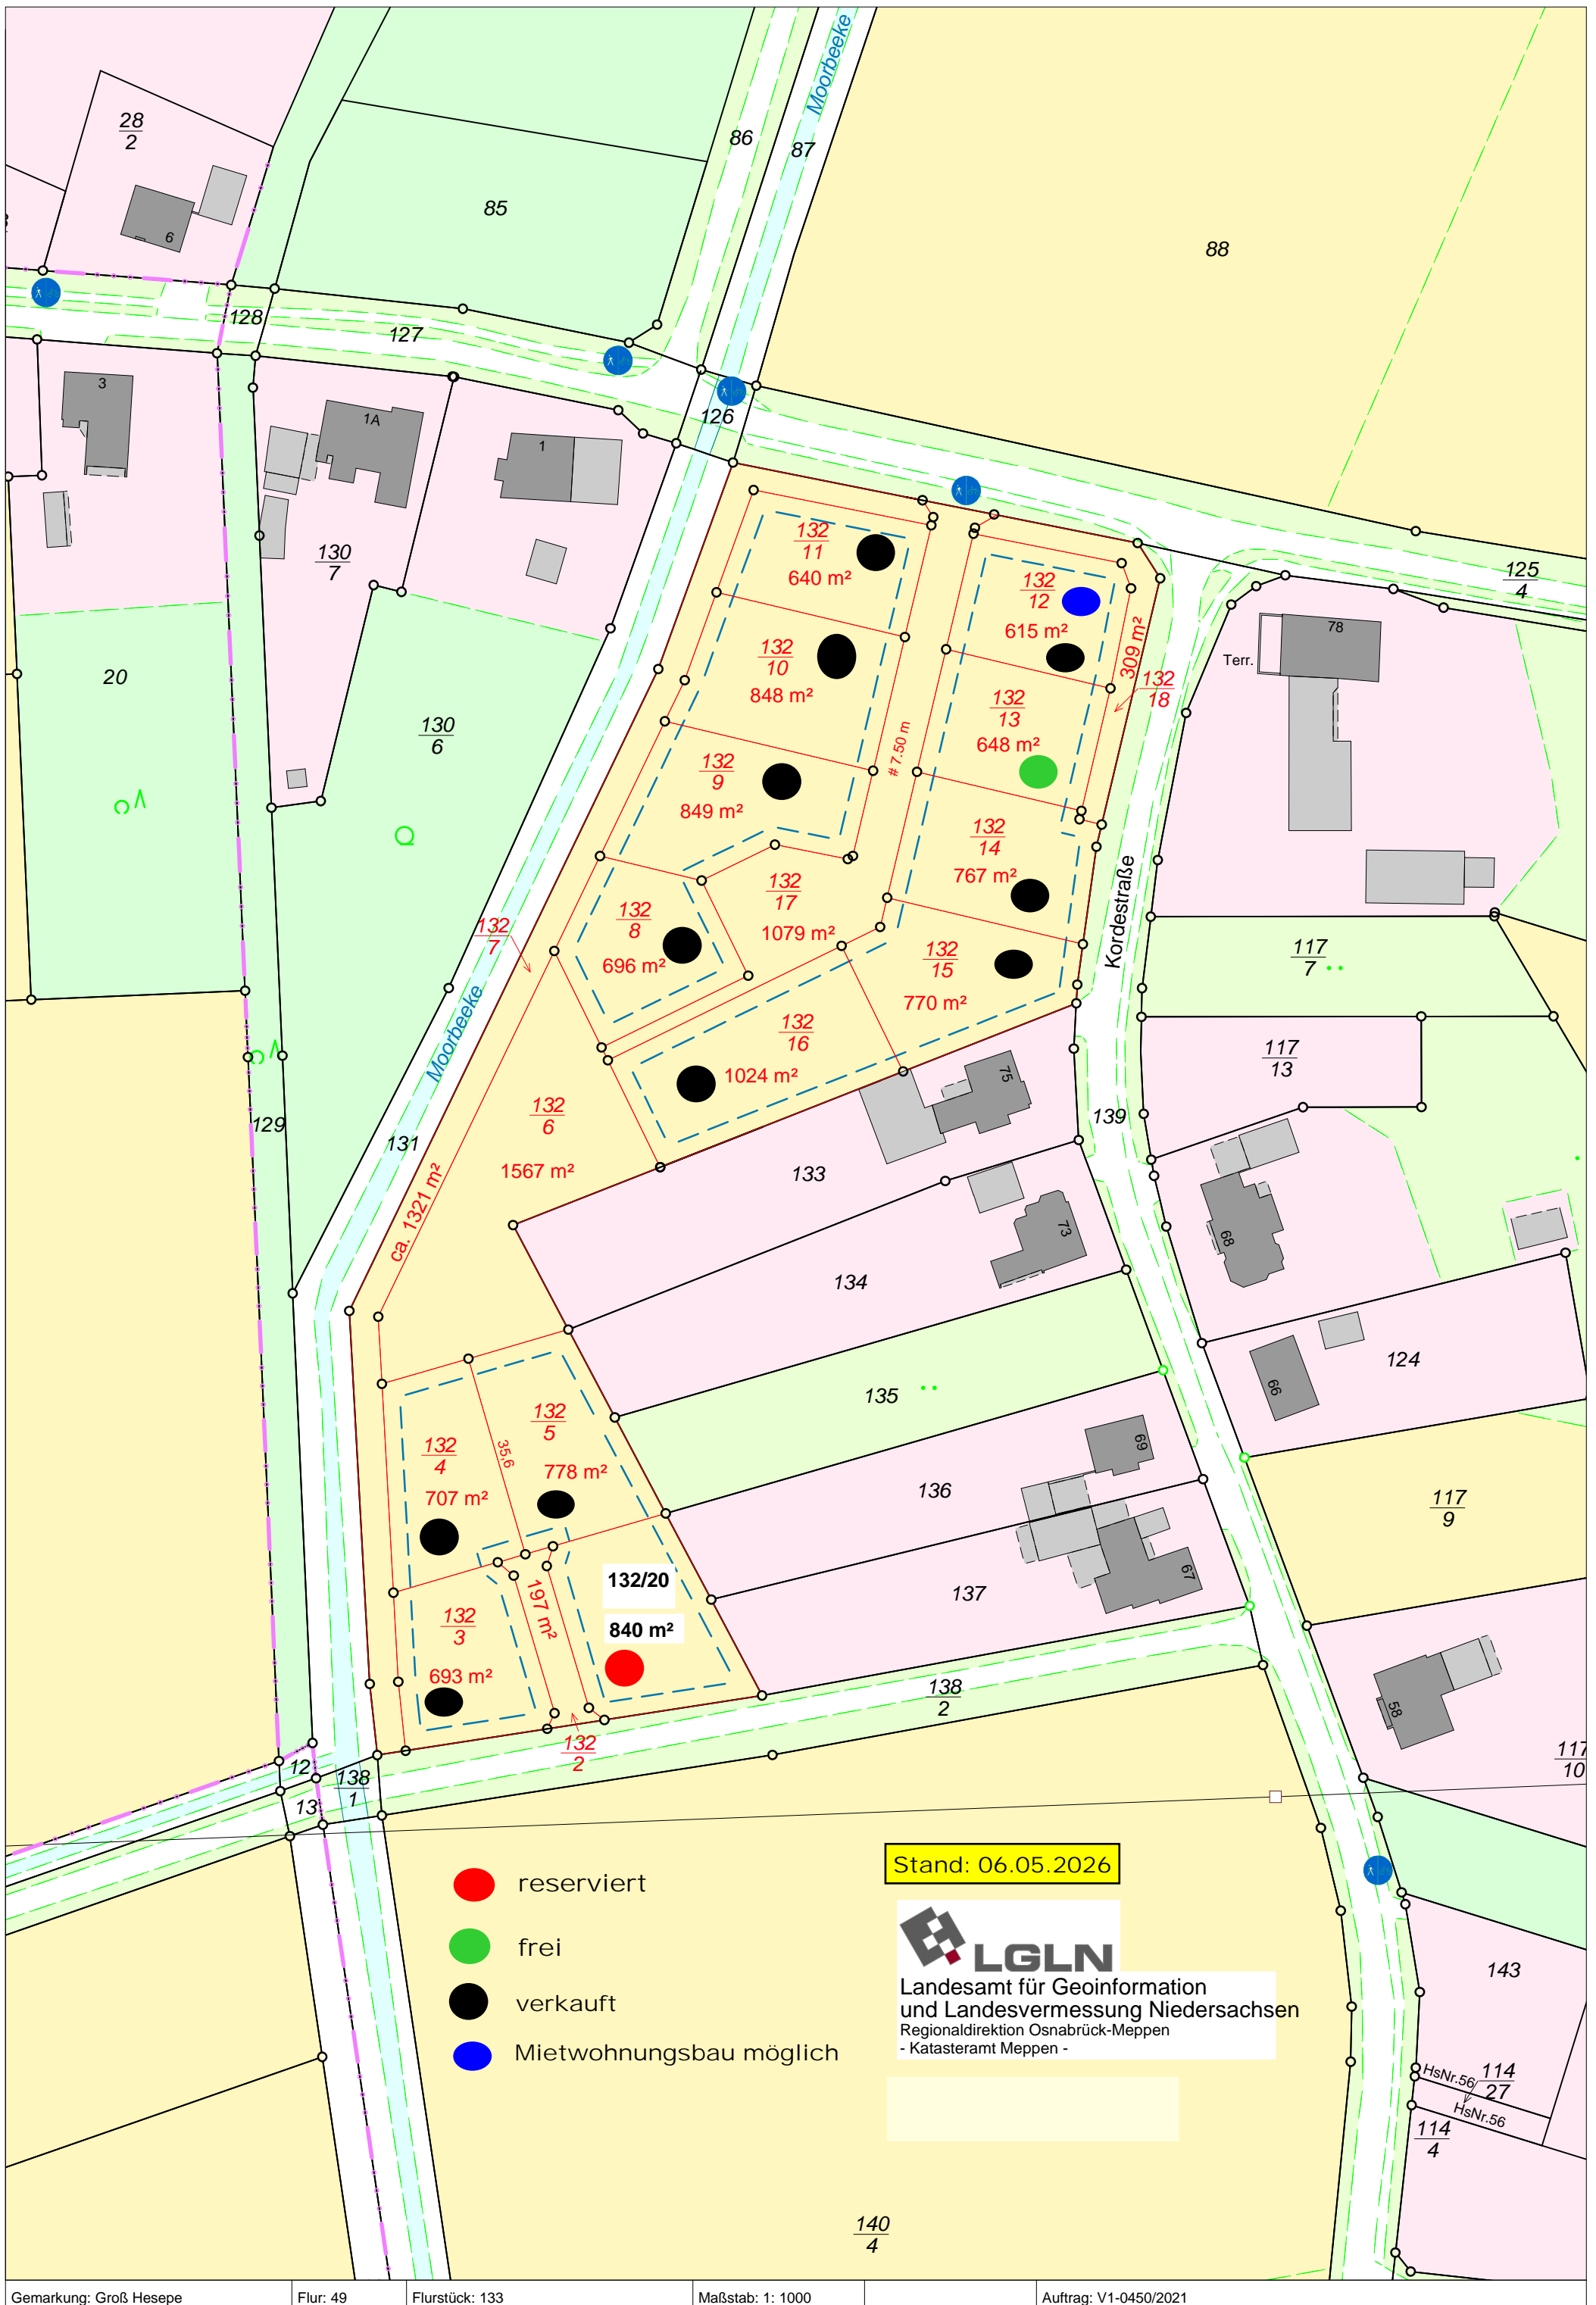 Moorbeeke
28
2
86
87
85
6
88
128
127
126
3
1A
1
130
7
132
11
640 m²
132
12
615 m²
125
4
78
Terr.
20
130
6
132
10
848 m²
309 m²
132
18
132
13
648 m²
# 7.50 m
132
9
849 m²
132
14
767 m²
Kordestraße
132
7
132
8
696 m²
132
17
1079 m²
132
15
770 m²
117
7
Moorbeeke
132
16
1024 m²
117
13
75
129
131
132
6
1567 m²
139
133
ca. 1321 m²
73
68
134
124
66
135
132
5
778 m²
132
4
707 m²
35,6
69
136
117
9
132/20
840 m²
197 m²
137
67
132
3
693 m²
138
2
58
132
2
117
10
12
138
1
13
reserviert
frei
verkauft
Mietwohnungsbau möglich
Stand: 06.05.2026
LGLN
Landesamt für Geoinformation
und Landesvermessung Niedersachsen
Regionaldirektion Osnabrück-Meppen
- Katasteramt Meppen -
143
HsNr.56
114
27
HsNr.56
114
4
140
4
Gemarkung: Groß Hesepe
Flur: 49
Flurstück: 133
Maßstab: 1: 1000
Auftrag: V1-0450/2021